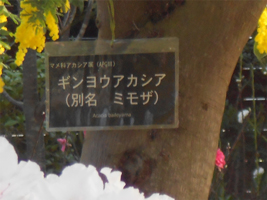 マメ科アカシア属
ギンヨウアカシア
（別名　ミモザ）